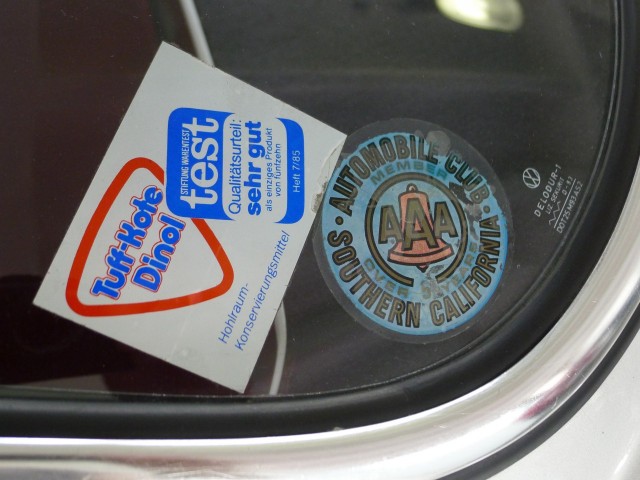 STIFTUNG WARENTEST
test
Qualitätsurteil:
sehr gut
als einziges Produkt
von fünfzehn
Heft 7/85
Tuff-Kote
Dinol
Hohlraum-
Konservierungsmittel
AUTOMOBILE CLUB
MEMBER
AAA
SOUTHERN CALIFORNIA
DELODUR-I